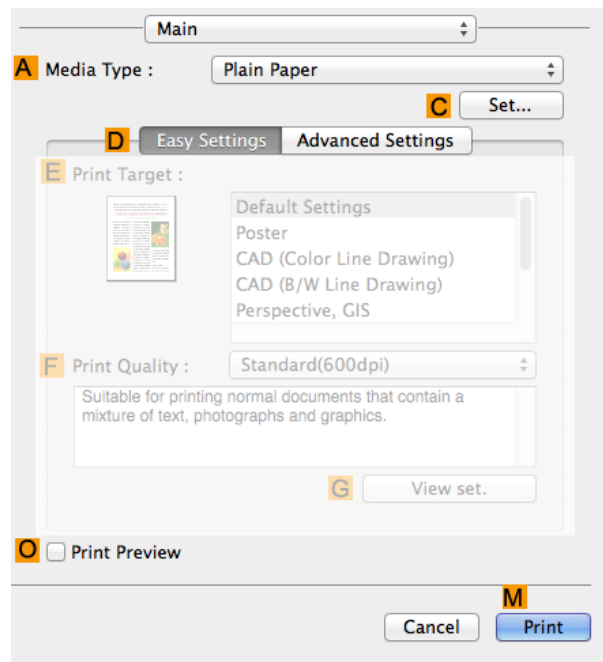 Main
A Media Type : Plain Paper
C Set...
D Easy Settings Advanced Settings
E Print Target :
Default Settings
Poster
CAD (Color Line Drawing)
CAD (B/W Line Drawing)
Perspective, GIS
F Print Quality : Standard(600dpi)
Suitable for printing normal documents that contain a
mixture of text, photographs and graphics.
G View set.
O Print Preview
M
Cancel Print